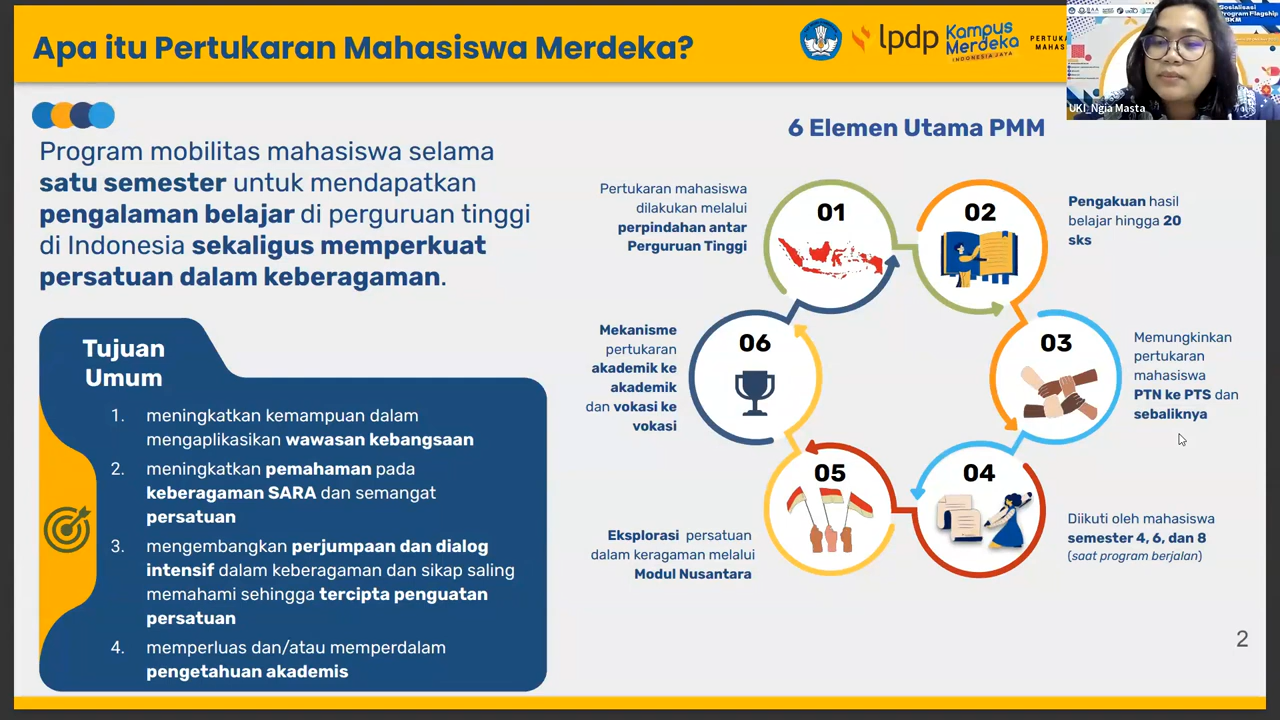 Apa itu Pertukaran Mahasiswa Merdeka?
lpdp
Kampus
Merdeka
INDONESIA JAYA
Sosialisasi
Program Flagship
UKI_Ngia Masta
Program mobilitas mahasiswa selama
satu semester untuk mendapatkan
pengalaman belajar di perguruan tinggi
di Indonesia sekaligus memperkuat
persatuan dalam keberagaman.
Tujuan
Umum
1. meningkatkan kemampuan dalam
mengaplikasikan wawasan kebangsaan
2. meningkatkan pemahaman pada
keberagaman SARA dan semangat
persatuan
3. mengembangkan perjumpaan dan dialog
intensif dalam keberagaman dan sikap saling
memahami sehingga tercipta penguatan
persatuan
4. memperluas dan/atau memperdalam
pengetahuan akademis
6 Elemen Utama PMM
01
Pertukaran mahasiswa
dilakukan melalui
perpindahan antar
Perguruan Tinggi
02
Pengakuan hasil
belajar hingga 20
sks
03
Memungkinkan
pertukaran
mahasiswa
PTN ke PTS dan
sebaliknya
04
Diikuti oleh mahasiswa
semester 4, 6, dan 8
(saat program berjalan)
05
Eksplorasi persatuan
dalam keragaman melalui
Modul Nusantara
06
Mekanisme
pertukaran
akademik ke
akademik
dan vokasi ke
vokasi
2